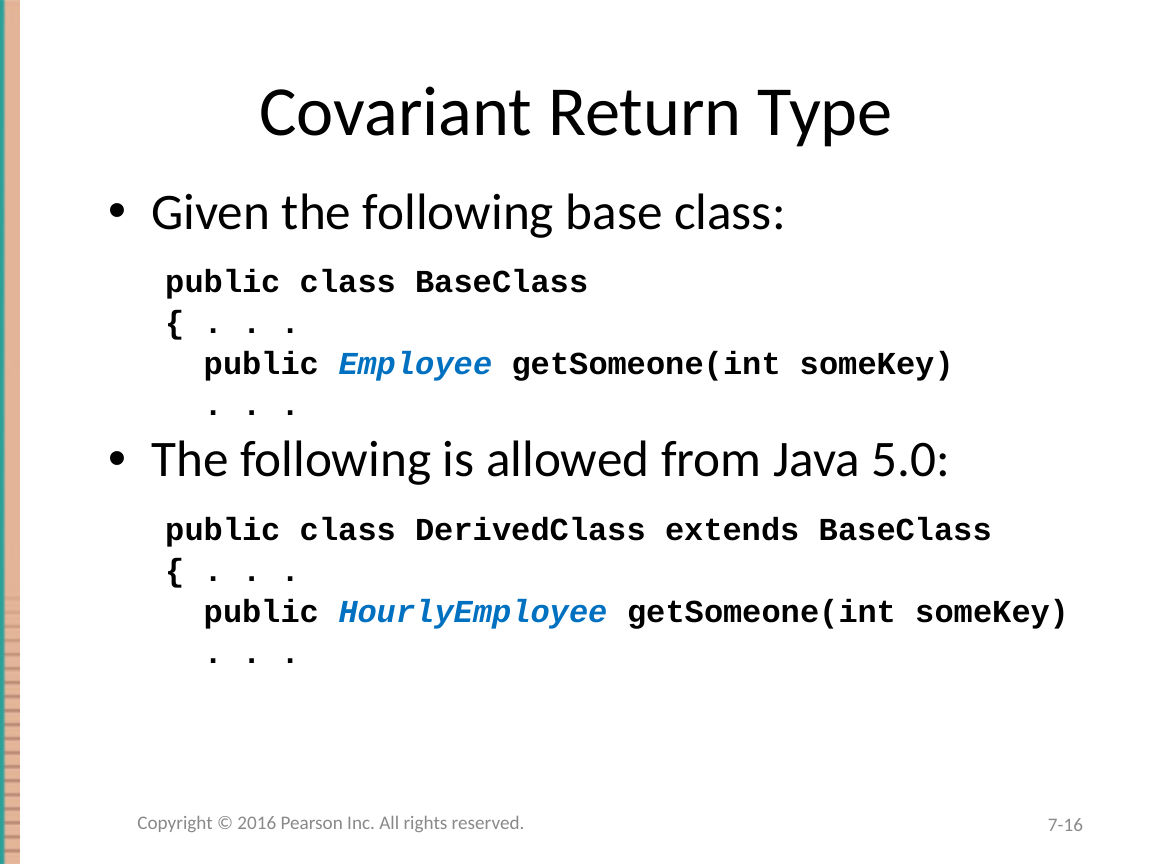 Covariant Return Type
• Given the following base class:
public class BaseClass
{ . . .
public Employee getSomeone(int someKey)
. . .
• The following is allowed from Java 5.0:
public class DerivedClass extends BaseClass
{ . . .
public HourlyEmployee getSomeone(int someKey)
. . .
Copyright © 2016 Pearson Inc. All rights reserved.
7-16